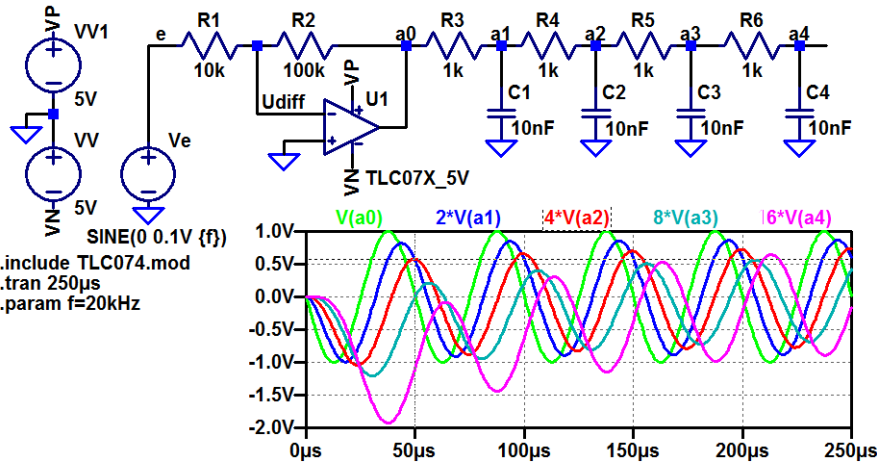 VP
VV1
5V
VV
5V
VN
e
R1
10k
R2
100k
a0
R3
1k
a1
R4
1k
a2
R5
1k
a3
R6
1k
a4
Udiff
VP
U1
VN
TLC07X_5V
C1
10nF
C2
10nF
C3
10nF
C4
10nF
Ve
SINE(0 0.1V {f})
.include TLC074.mod
.tran 250µs
.param f=20kHz
V(a0) 2*V(a1) 4*V(a2) 8*V(a3) 16*V(a4)
1.0V
0.5V
0.0V
-0.5V
-1.0V
-1.5V
-2.0V
0µs 50µs 100µs 150µs 200µs 250µs